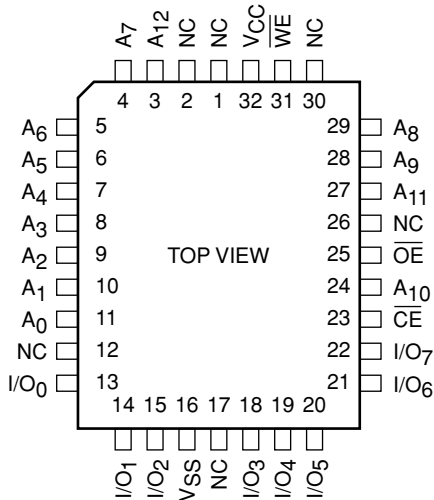 A7 A12 NC NC VCC W̅E̅ NC
4 3 2 1 32 31 30
A6 5 29 A8
A5 6 28 A9
A4 7 27 A11
A3 8 26 NC
A2 9 TOP VIEW 25 O̅E̅
A1 10 24 A10
A0 11 23 C̅E̅
NC 12 22 I/O7
I/O0 13 21 I/O6
14 15 16 17 18 19 20
I/O1 I/O2 VSS NC I/O3 I/O4 I/O5